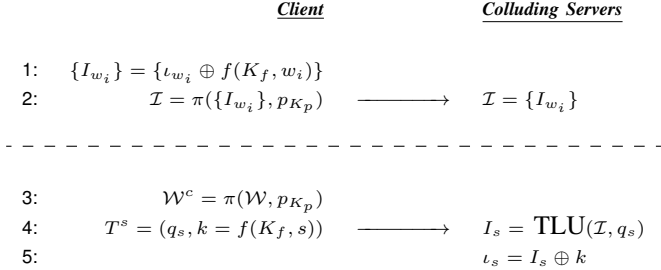 Client Colluding Servers
1: {I_{w_i}} = {ι_{w_i} ⊕ f(K_f, w_i)}
2: ℐ = π({I_{w_i}}, p_{K_p}) ⟶ ℐ = {I_{w_i}}
3: 𝒲^c = π(𝒲, p_{K_p})
4: T^s = (q_s, k = f(K_f, s)) ⟶ I_s = TLU(ℐ, q_s)
5: ι_s = I_s ⊕ k